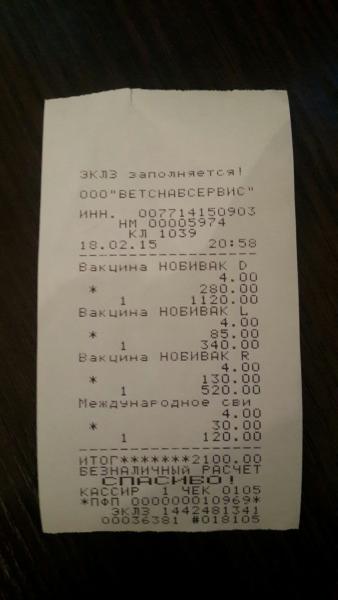 ЭКЛЗ заполняется!
ООО"ВЕТСНАБСЕРВИС"
ИНН. 007714150903
НМ 00005974
КЛ 1039
18.02.15 20:58
Вакцина НОБИВАК D
4.00
* 280.00
1 1120.00
Вакцина НОБИВАК L
4.00
* 85.00
1 340.00
Вакцина НОБИВАК R
4.00
* 130.00
1 520.00
Международное сви
4.00
* 30.00
1 120.00
ИТОГ*******2100.00
БЕЗНАЛИЧНЫЙ РАСЧЕТ
СПАСИБО!
КАССИР 1 ЧЕК 0105
*ПФП 000000010969*
ЭКЛЗ 1442481341
00036381 #018105